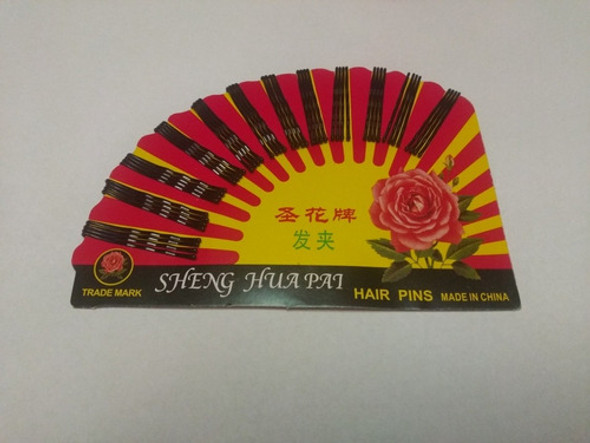 圣花牌
发夹
TRADE MARK
SHENG HUA PAI
HAIR PINS
MADE IN CHINA